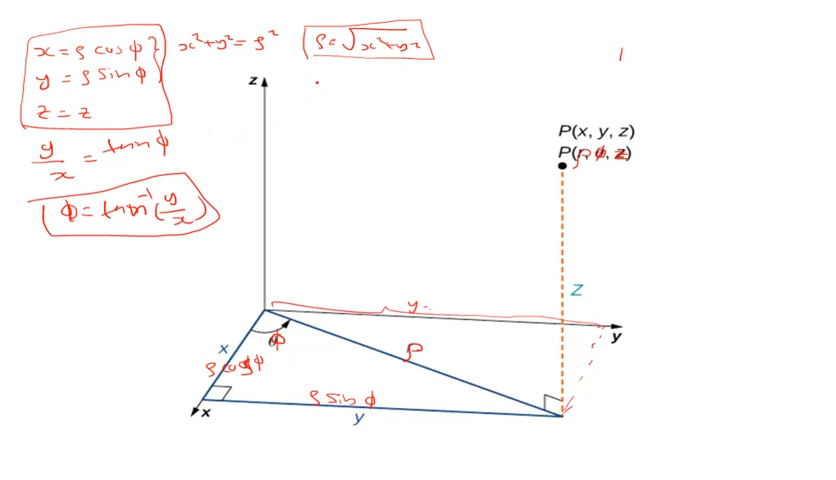 x = ρ cos φ } x²+y² = ρ² ρ = √x²+y²
y = ρ sin φ
z = z
y/x = tan φ
φ = tan⁻¹(y/x)
z
P(x, y, z)
z
y
y
φ
x
ρ
ρ cos φ
x
ρ sin φ
y